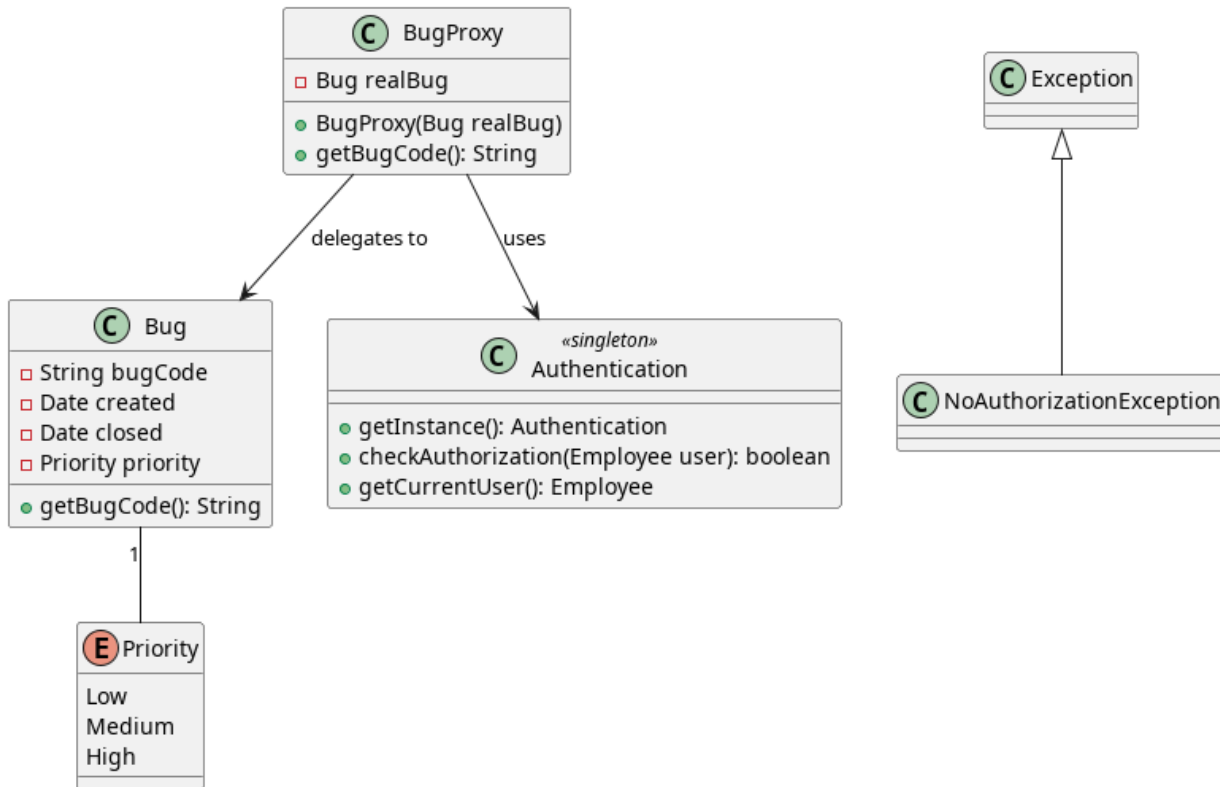 C BugProxy
Bug realBug
BugProxy(Bug realBug)
getBugCode(): String
C Exception
delegates to
uses
C Bug
String bugCode
Date created
Date closed
Priority priority
getBugCode(): String
«singleton»
C Authentication
getInstance(): Authentication
checkAuthorization(Employee user): boolean
getCurrentUser(): Employee
C NoAuthorizationException
1
E Priority
Low
Medium
High